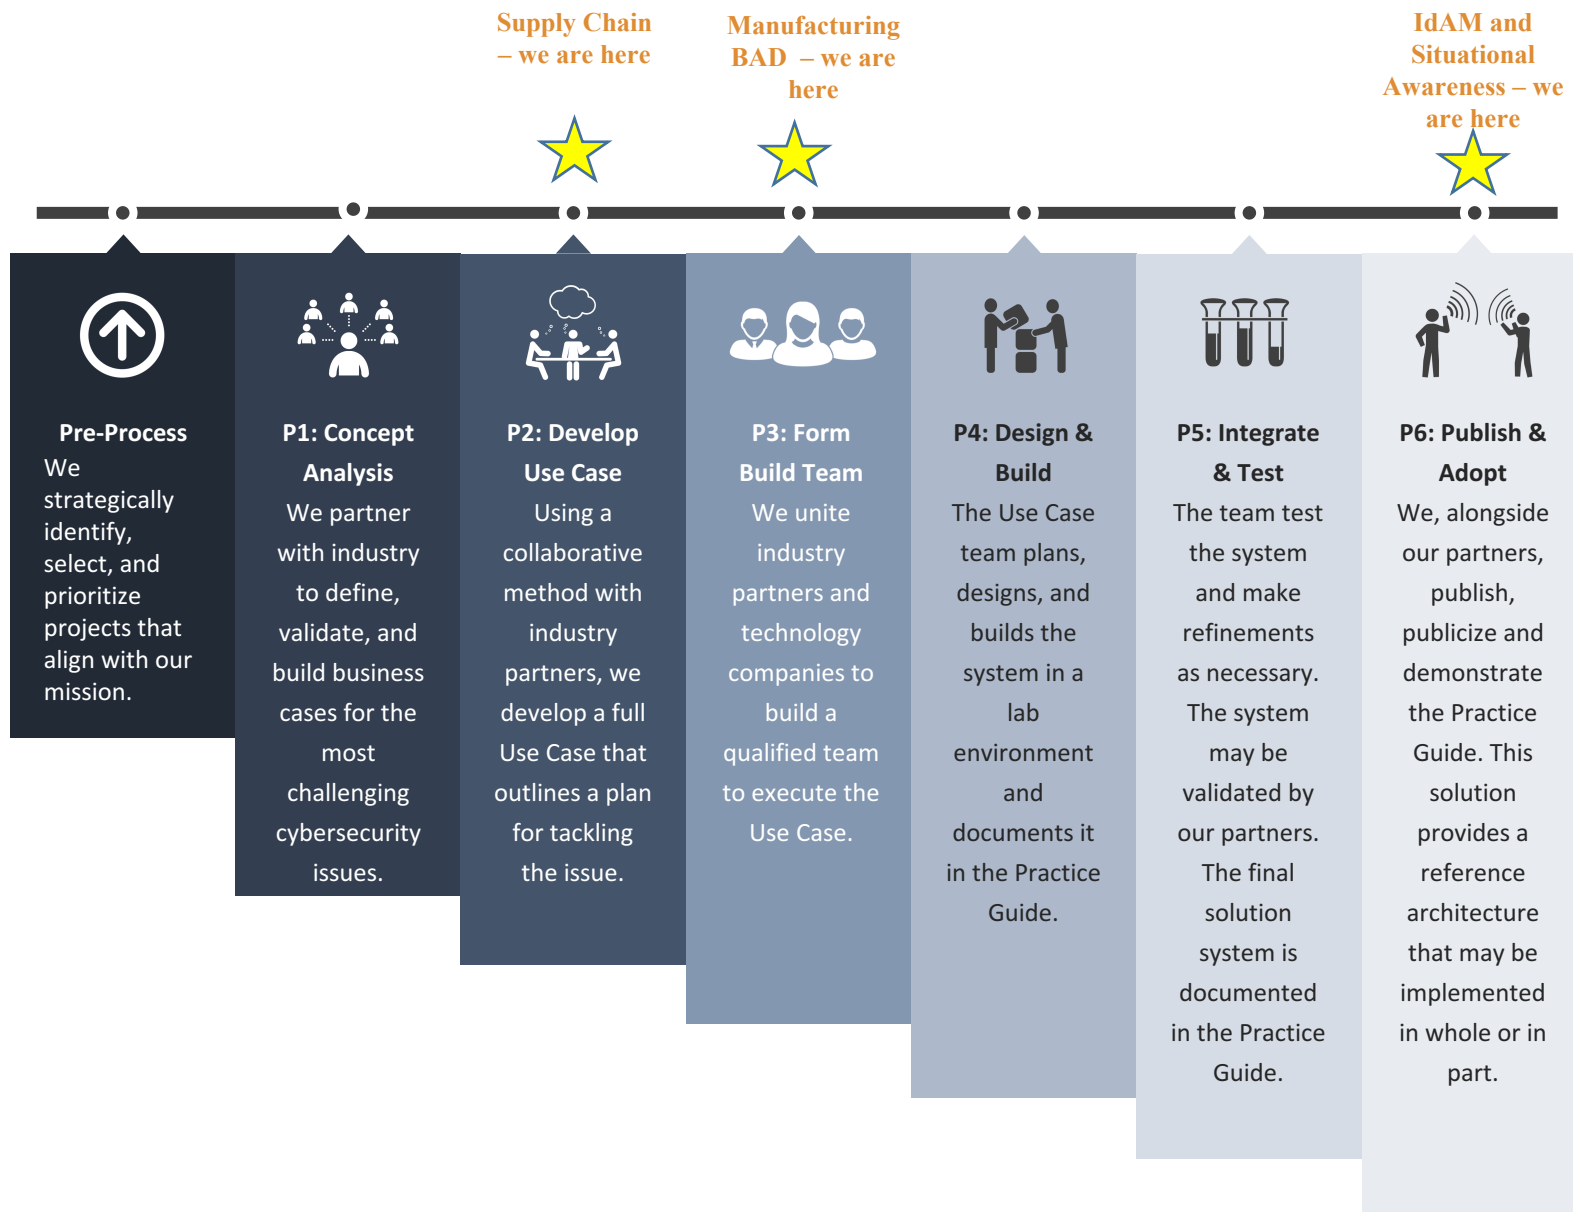 Supply Chain
– we are here
Manufacturing
BAD – we are
here
IdAM and
Situational
Awareness – we
are here
Pre-Process
We
strategically
identify,
select, and
prioritize
projects that
align with our
mission.
P1: Concept
Analysis
We partner
with industry
to define,
validate, and
build business
cases for the
most
challenging
cybersecurity
issues.
P2: Develop
Use Case
Using a
collaborative
method with
industry
partners, we
develop a full
Use Case that
outlines a plan
for tackling
the issue.
P3: Form
Build Team
We unite
industry
partners and
technology
companies to
build a
qualified team
to execute the
Use Case.
P4: Design &
Build
The Use Case
team plans,
designs, and
builds the
system in a
lab
environment
and
documents it
in the Practice
Guide.
P5: Integrate
& Test
The team test
the system
and make
refinements
as necessary.
The system
may be
validated by
our partners.
The final
solution
system is
documented
in the Practice
Guide.
P6: Publish &
Adopt
We, alongside
our partners,
publish,
publicize and
demonstrate
the Practice
Guide. This
solution
provides a
reference
architecture
that may be
implemented
in whole or in
part.